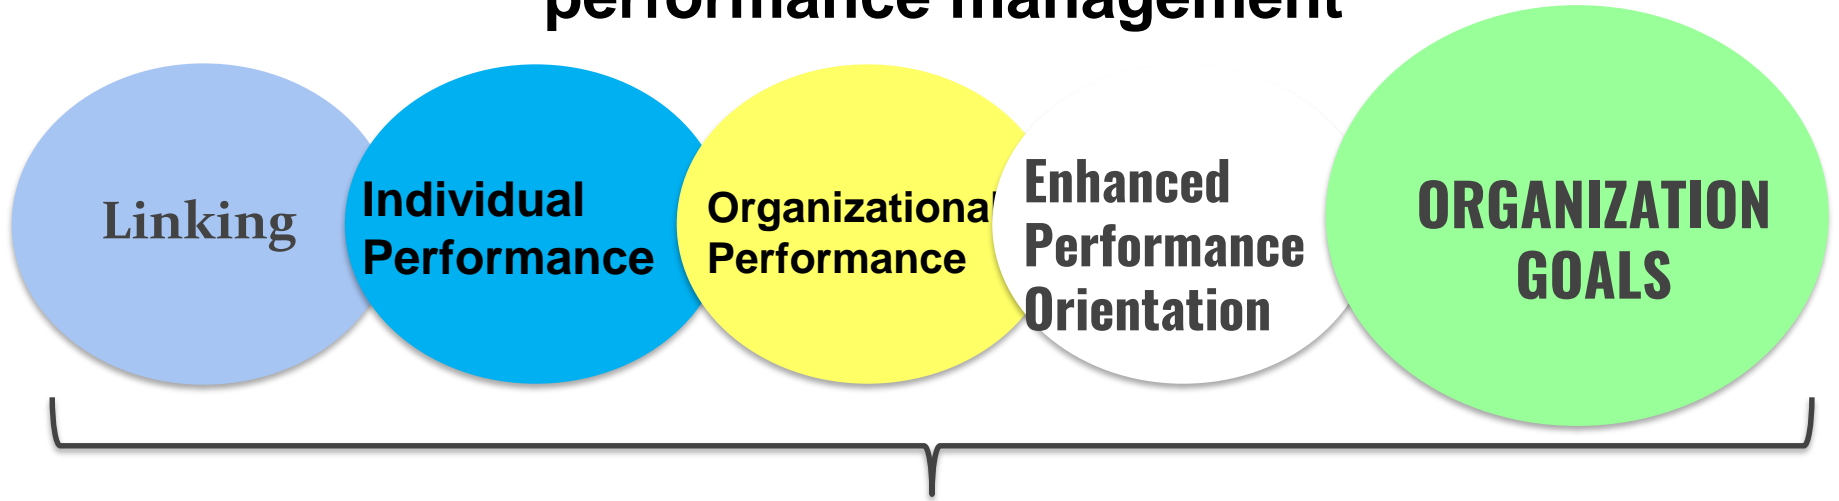 performance management
Linking
Individual
Performance
Organizational
Performance
Enhanced
Performance
Orientation
ORGANIZATION
GOALS